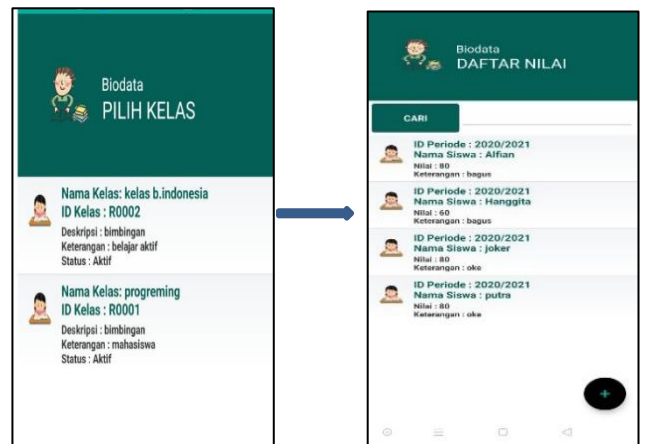 Biodata
PILIH KELAS
Nama Kelas: kelas b.indonesia
ID Kelas : R0002
Deskripsi : bimbingan
Keterangan : belajar aktif
Status : Aktif
Nama Kelas: progreming
ID Kelas : R0001
Deskripsi : bimbingan
Keterangan : mahasiswa
Status : Aktif
Biodata
DAFTAR NILAI
CARI
ID Periode : 2020/2021
Nama Siswa : Alfian
Nilai : 80
Keterangan : bagus
ID Periode : 2020/2021
Nama Siswa : Hanggita
Nilai : 60
Keterangan : bagus
ID Periode : 2020/2021
Nama Siswa : joker
Nilai : 80
Keterangan : oke
ID Periode : 2020/2021
Nama Siswa : putra
Nilai : 80
Keterangan : oke
+